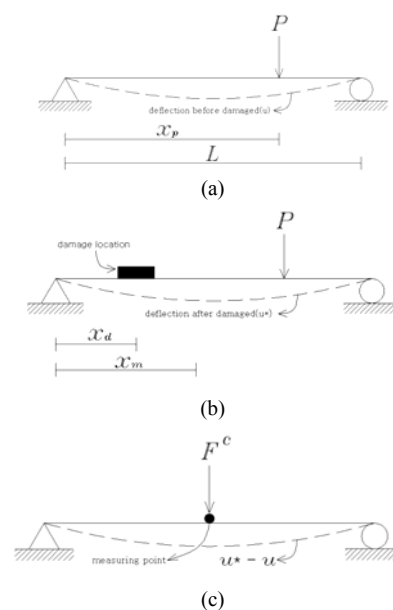 P
deflection before damaged(u)
x_p
L
(a)
P
damage location
deflection after damaged(u*)
x_d
x_m
(b)
F^c
measuring point
u* - u
(c)